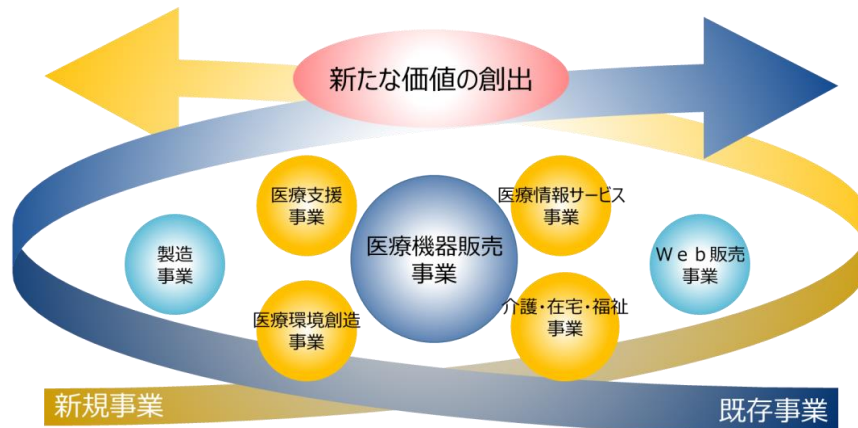 新たな価値の創出
医療支援
事業
医療情報サービス
事業
製造
事業
医療機器販売
事業
Ｗｅｂ販売
事業
医療環境創造
事業
介護・在宅・福祉
事業
新規事業
既存事業